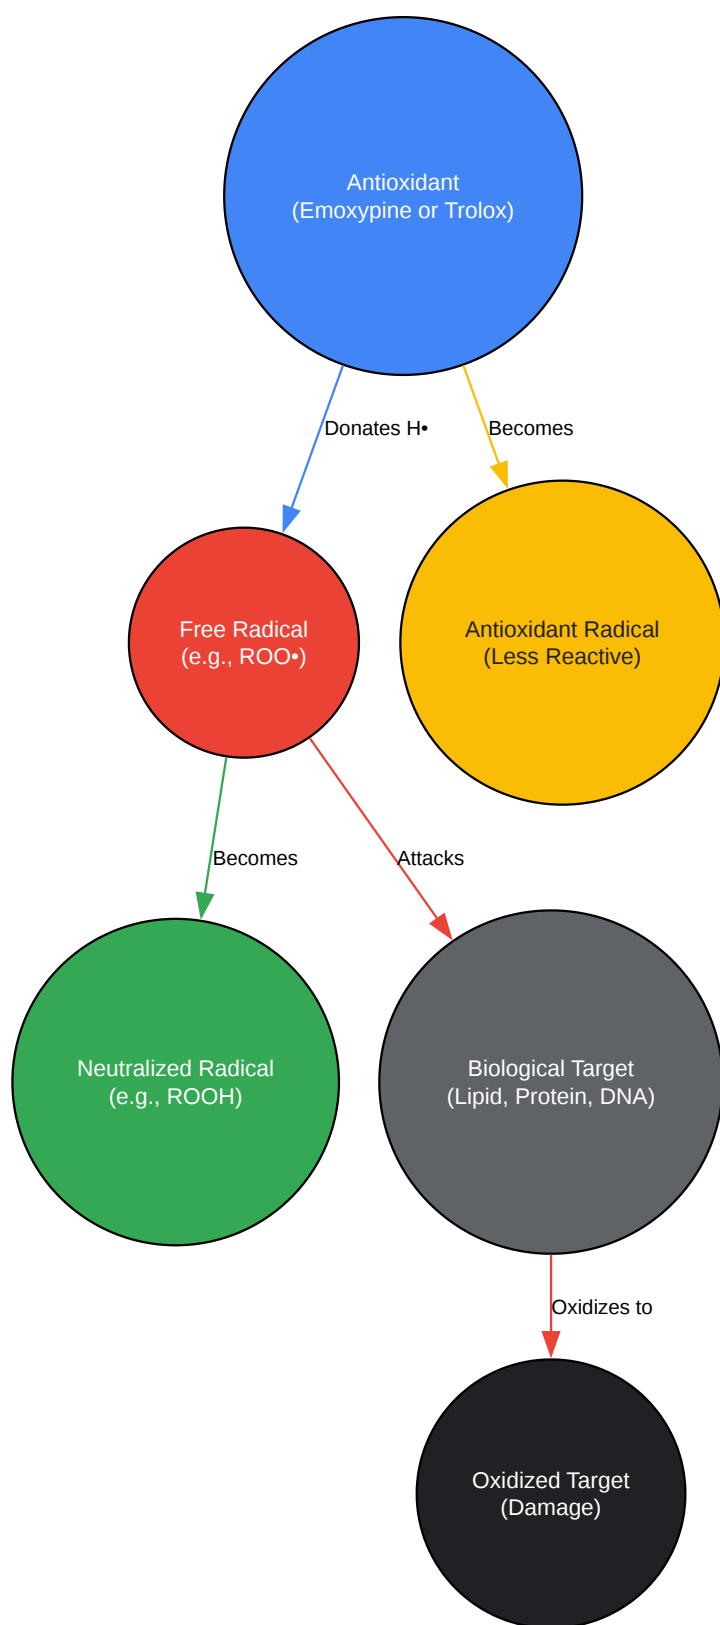 Antioxidant
(Emoxypine or Trolox)
Donates H•
Becomes
Free Radical
(e.g., ROO•)
Antioxidant Radical
(Less Reactive)
Becomes
Attacks
Neutralized Radical
(e.g., ROOH)
Biological Target
(Lipid, Protein, DNA)
Oxidizes to
Oxidized Target
(Damage)